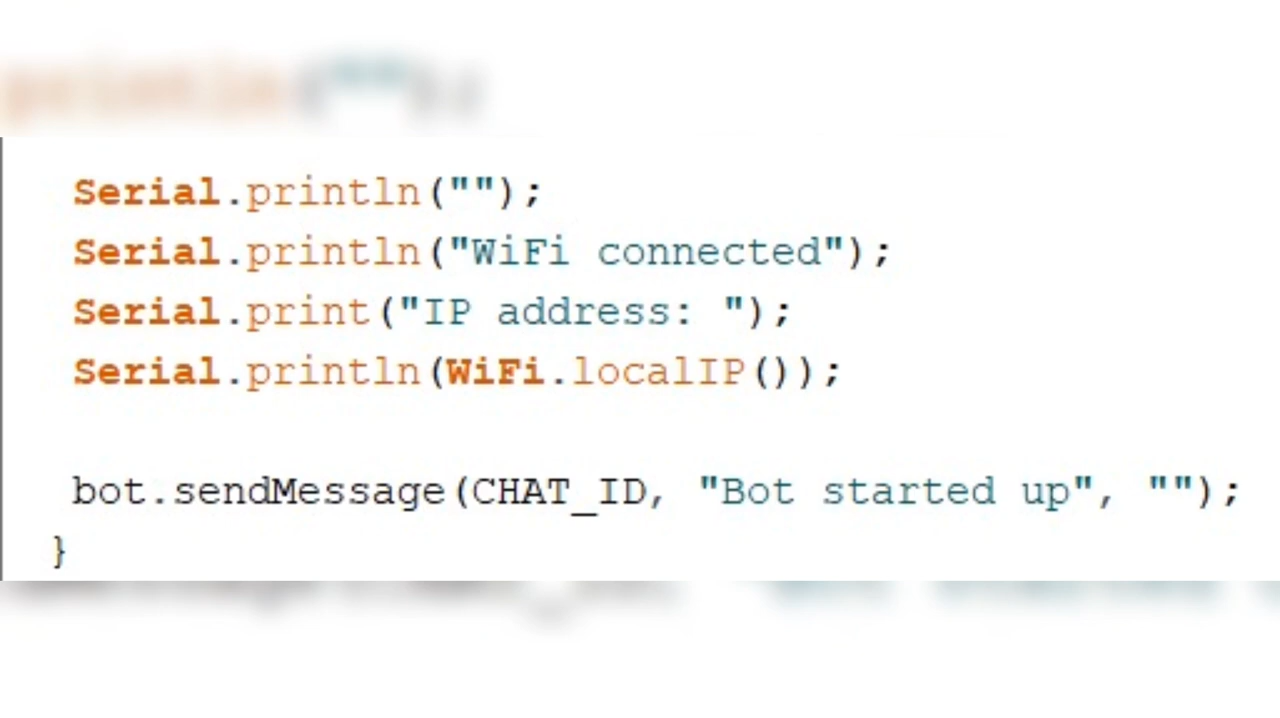 Serial.println("");
Serial.println("WiFi connected");
Serial.print("IP address: ");
Serial.println(WiFi.localIP());
bot.sendMessage(CHAT_ID, "Bot started up", "");
}